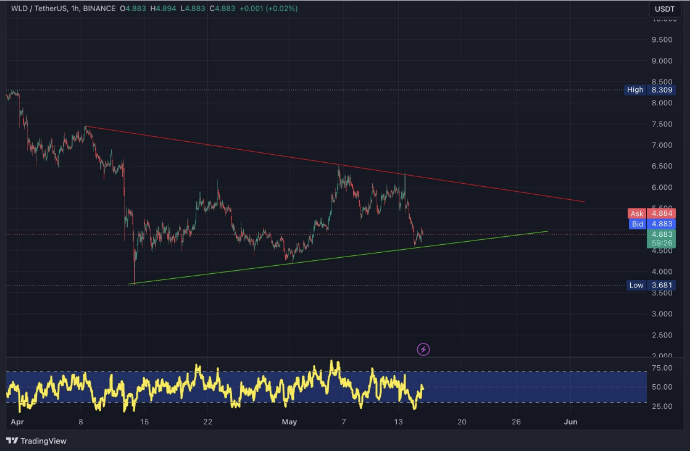 WLD / TetherUS, 1h, BINANCE O4.883 H4.894 L4.883 C4.883 +0.001 (+0.02%)
USDT
10.000
9.500
9.000
High 8.309
8.000
7.500
7.000
6.500
6.000
5.500
Ask 4.884
Bid 4.883
4.883
59:26
4.500
4.000
Low 3.681
3.500
3.000
2.500
2.000
75.00
50.00
25.00
Apr 8 15 22 May 7 13 20 26 Jun
TradingView